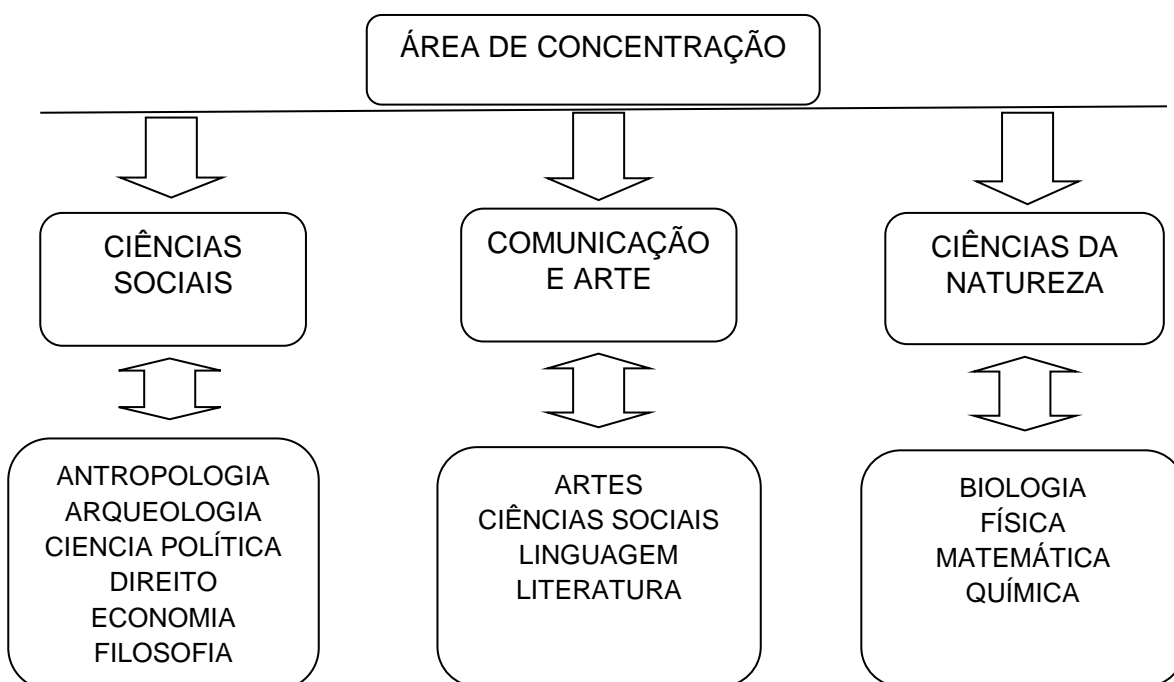 ÁREA DE CONCENTRAÇÃO
CIÊNCIAS
SOCIAIS
COMUNICAÇÃO
E ARTE
CIÊNCIAS DA
NATUREZA
ANTROPOLOGIA
ARQUEOLOGIA
CIENCIA POLÍTICA
DIREITO
ECONOMIA
FILOSOFIA
ARTES
CIÊNCIAS SOCIAIS
LINGUAGEM
LITERATURA
BIOLOGIA
FÍSICA
MATEMÁTICA
QUÍMICA